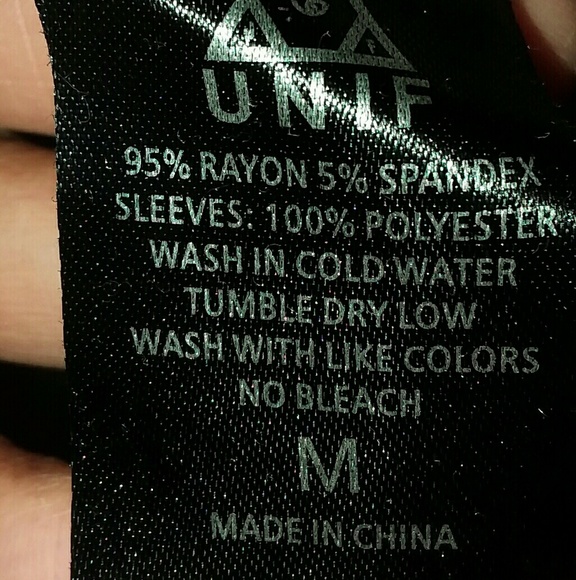 UNIF
95% RAYON 5% SPANDEX
SLEEVES: 100% POLYESTER
WASH IN COLD WATER
TUMBLE DRY LOW
WASH WITH LIKE COLORS
NO BLEACH
M
MADE IN CHINA